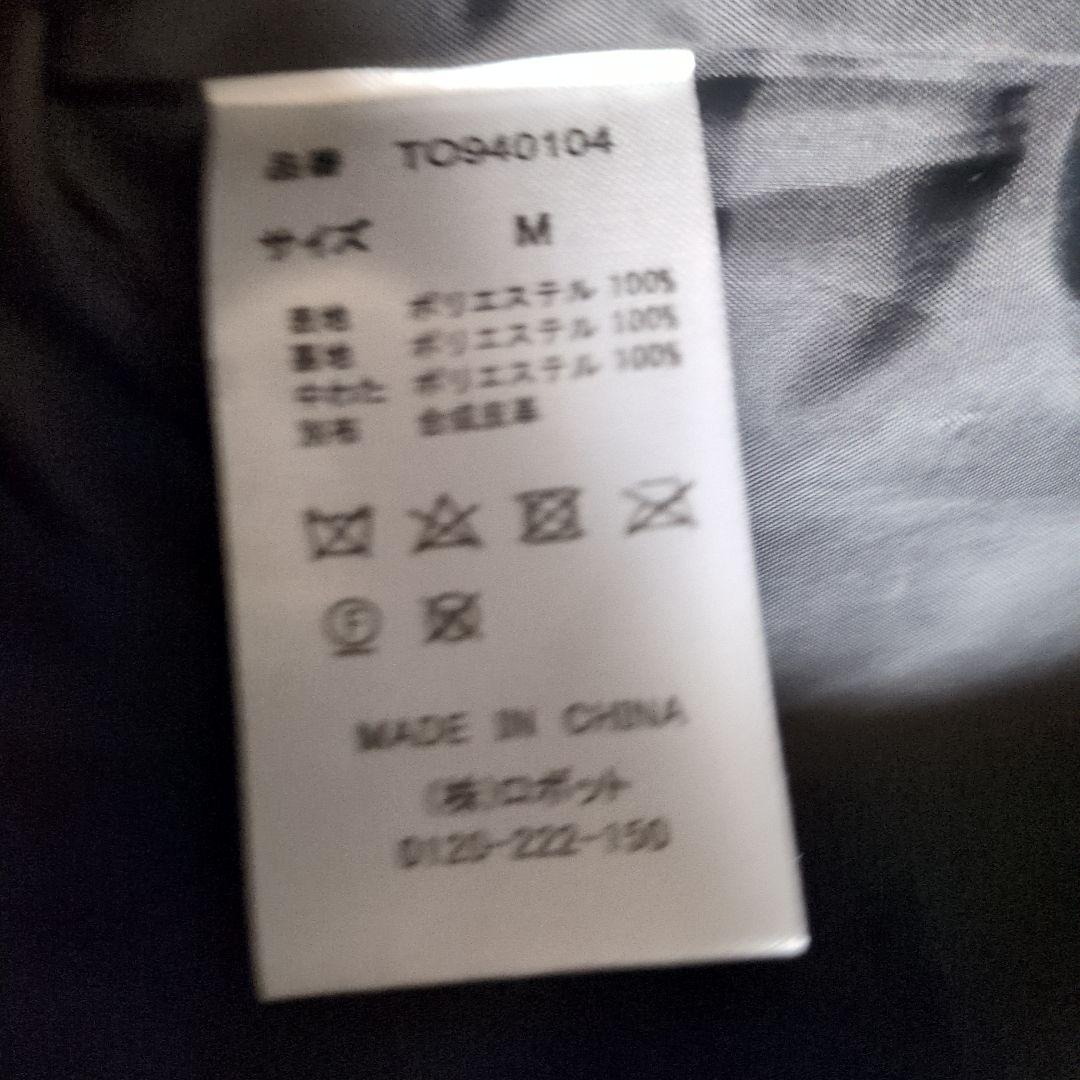 品番 TO940104
サイズ M
表地 ポリエステル 100%
裏地 ポリエステル 100%
中わた ポリエステル 100%
別布 合成皮革
F
MADE IN CHINA
(株)ロボット
0120-222-150